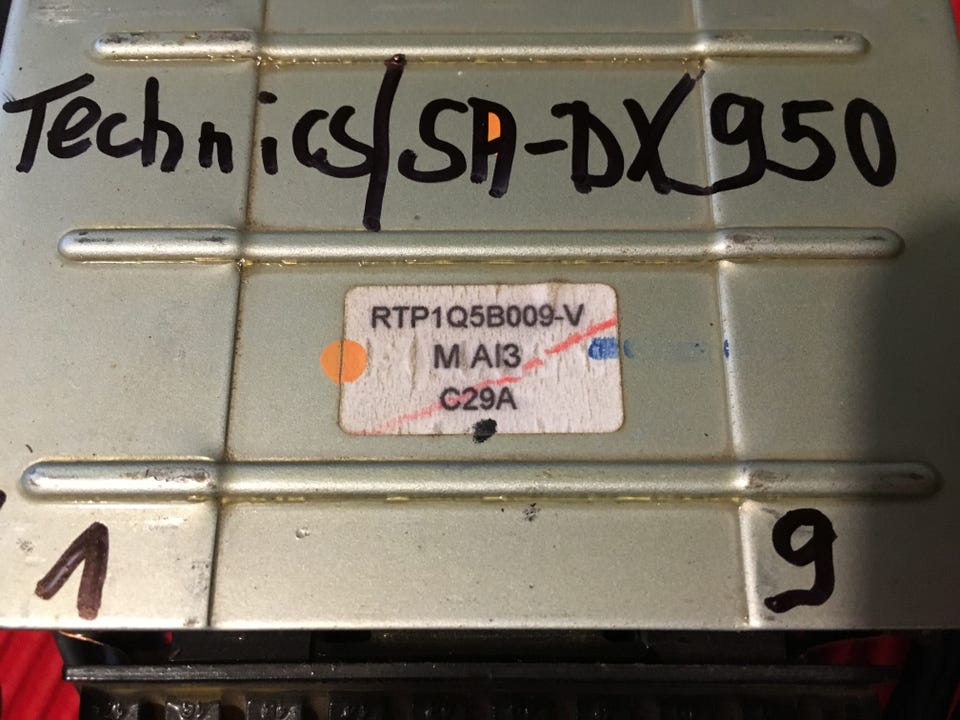 Technics/SA-DX950
RTP1Q5B009-V
M AI3
C29A
1 9